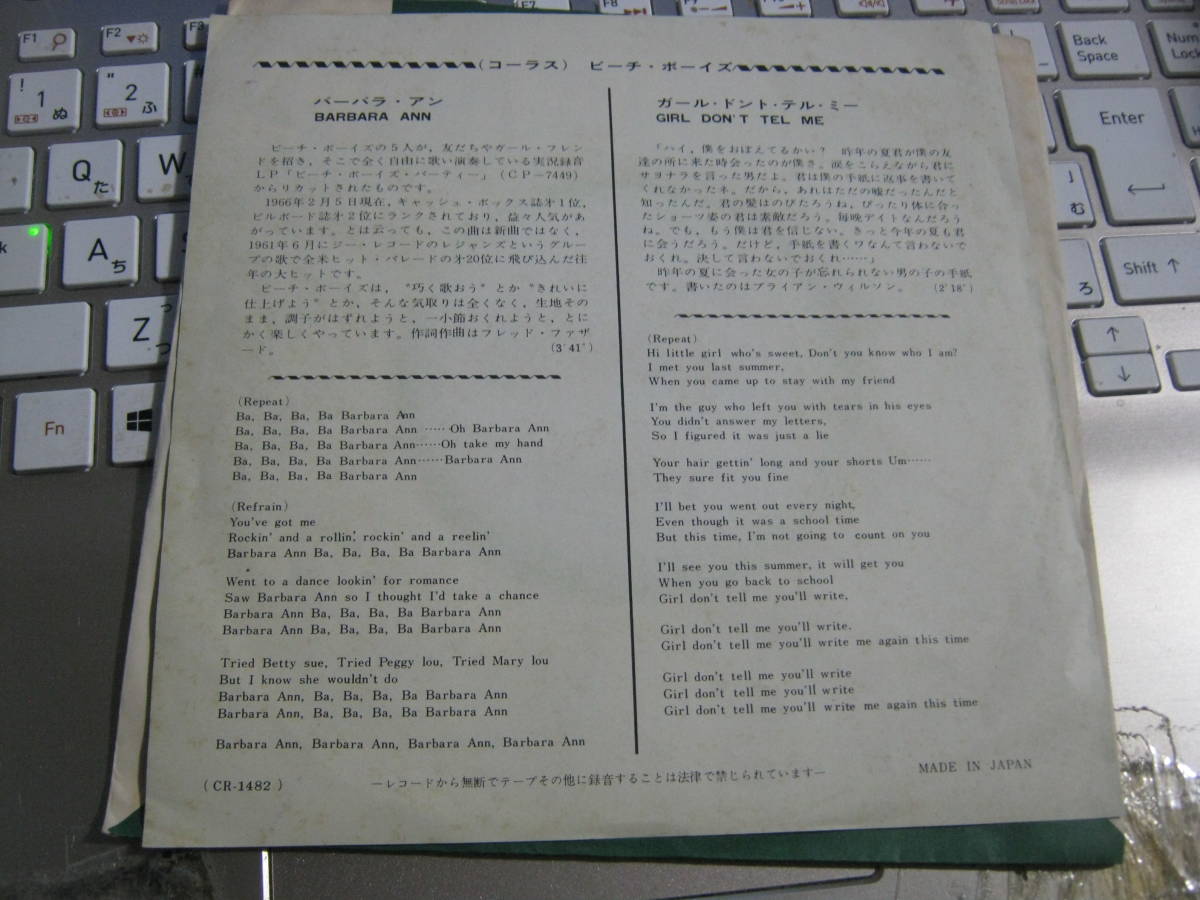 F1
F2
F3
F7
F8
Back
Space
Num
Lock
Enter
Shift ↑
1
ぬ
2
ふ
Q
た
W
A
ち
Z
Fn
む
ろ
(コーラス) ビーチ・ボーイズ
バーバラ・アン
BARBARA ANN
ビーチ・ボーイズの5人が,友だちやガール・フレン
ドを招き,そこで全く自由に歌い演奏している実況録音
LP「ビーチ・ボーイズ・パーティー」(CP-7449)
からリカットされたものです。
1966年2月5日現在,キャッシュ・ボックス誌才1位,
ビルボード誌才2位にランクされており,益々人気があ
がっています。とは云っても,この曲は新曲ではなく,
1961年6月にジー・レコードのレジャンズというグルー
プの歌で全米ヒット・パレードの才20位に飛び込んだ往
年の大ヒットです。
ビーチ・ボーイズは,“巧く歌おう”とか“きれいに
仕上げよう”とか,そんな気取りは全くなく,生地その
まま,調子がはずれようと,一小節おくれようと,とに
かく楽しくやっています。作詞作曲はフレッド・ファザ
ード。 (3'41")
(Repeat)
Ba, Ba, Ba, Ba Barbara Ann
Ba, Ba, Ba, Ba Barbara Ann ‥‥‥ Oh Barbara Ann
Ba, Ba, Ba, Ba Barbara Ann……Oh take my hand
Ba, Ba, Ba, Ba Barbara Ann……Barbara Ann
Ba, Ba, Ba, Ba Barbara Ann
(Refrain)
You've got me
Rockin' and a rollin', rockin' and a reelin'
Barbara Ann Ba, Ba, Ba, Ba Barbara Ann
Went to a dance lookin' for romance
Saw Barbara Ann so I thought I'd take a chance
Barbara Ann Ba, Ba, Ba, Ba Barbara Ann
Barbara Ann Ba, Ba, Ba, Ba Barbara Ann
Tried Betty sue, Tried Peggy lou, Tried Mary lou
But I know she wouldn't do
Barbara Ann, Ba, Ba, Ba, Ba Barbara Ann
Barbara Ann, Ba, Ba, Ba, Ba Barbara Ann
Barbara Ann, Barbara Ann, Barbara Ann, Barbara Ann
ガール・ドント・テル・ミー
GIRL DON'T TEL ME
「ハイ,僕をおぼえてるかい? 昨年の夏君が僕の友
達の所に来た時会ったのが僕さ。涙をこらえながら君に
サヨナラを言った男だよ。君は僕の手紙に返事を書いて
くれなかったネ。だから,あれはただの嘘だったんだと
知ったんだ。君の髪はのびたろうね,ぴったり体に合っ
たショーツ姿の君は素敵だろう。毎晩デイトなんだろう
ね。でも,もう僕は君を信じない。きっと今年の夏も君
に会うだろう。だけど,手紙を書くワなんて言わないで
おくれ。決して言わないでおくれ……」
昨年の夏に会った女の子が忘れられない男の子の手紙
です。書いたのはブライアン・ウィルソン。 (2'18")
(Repeat)
Hi little girl who's sweet, Don't you know who I am?
I met you last summer,
When you came up to stay with my friend
I'm the guy who left you with tears in his eyes
You didn't answer my letters,
So I figured it was just a lie
Your hair gettin' long and your shorts Um……
They sure fit you fine
I'll bet you went out every night,
Even though it was a school time
But this time, I'm not going to count on you
I'll see you this summer, it will get you
When you go back to school
Girl don't tell me you'll write,
Girl don't tell me you'll write.
Girl don't tell me you'll write me again this time
Girl don't tell me you'll write
Girl don't tell me you'll write
Girl don't tell me you'll write me again this time
(CR-1482)
―レコードから無断でテープその他に録音することは法律で禁じられています―
MADE IN JAPAN